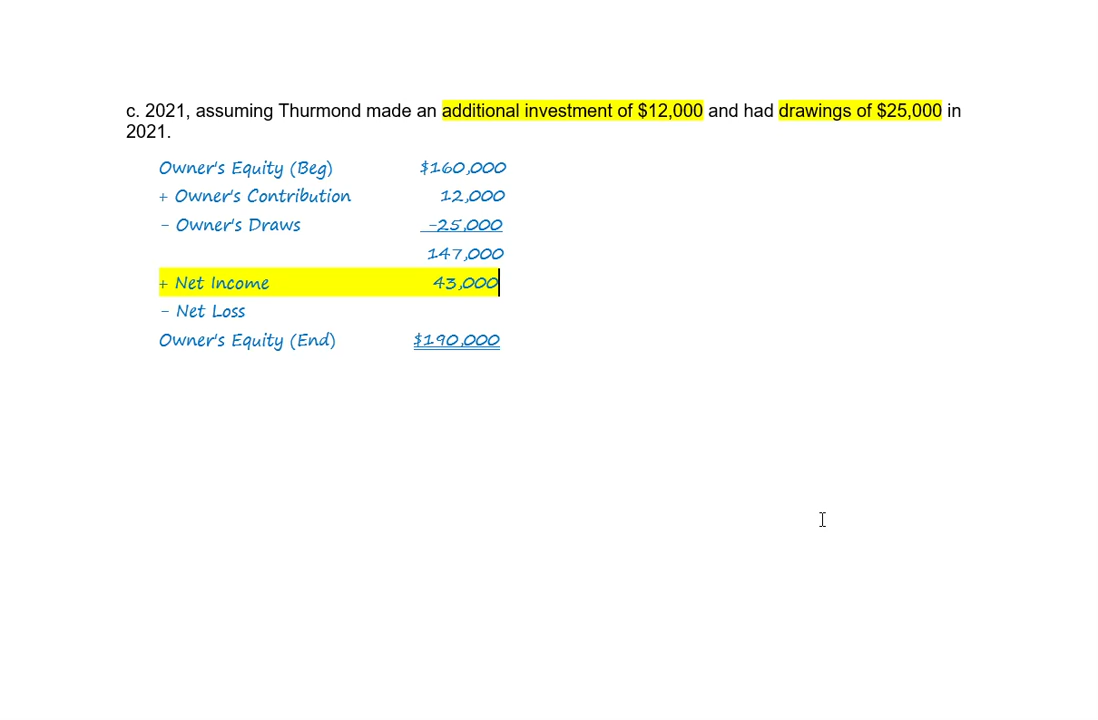 c. 2021, assuming Thurmond made an additional investment of $12,000 and had drawings of $25,000 in
2021.
Owner's Equity (Beg) $160,000
+ Owner's Contribution 12,000
- Owner's Draws -25,000
147,000
+ Net Income 43,000
- Net Loss
Owner's Equity (End) $190,000